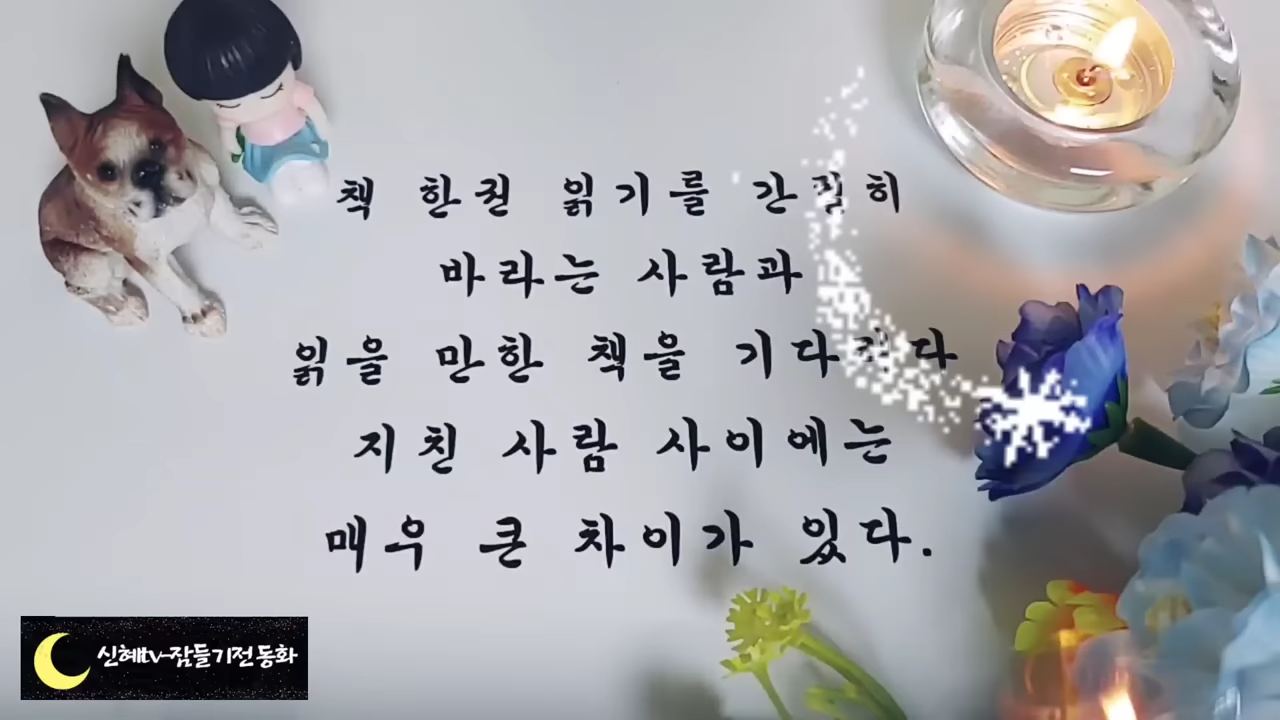 책 한권 읽기를 간절히
바라는 사람과
읽을 만한 책을 기다리다
지친 사람 사이에는
매우 큰 차이가 있다.
신혜tv-잠들기전동화